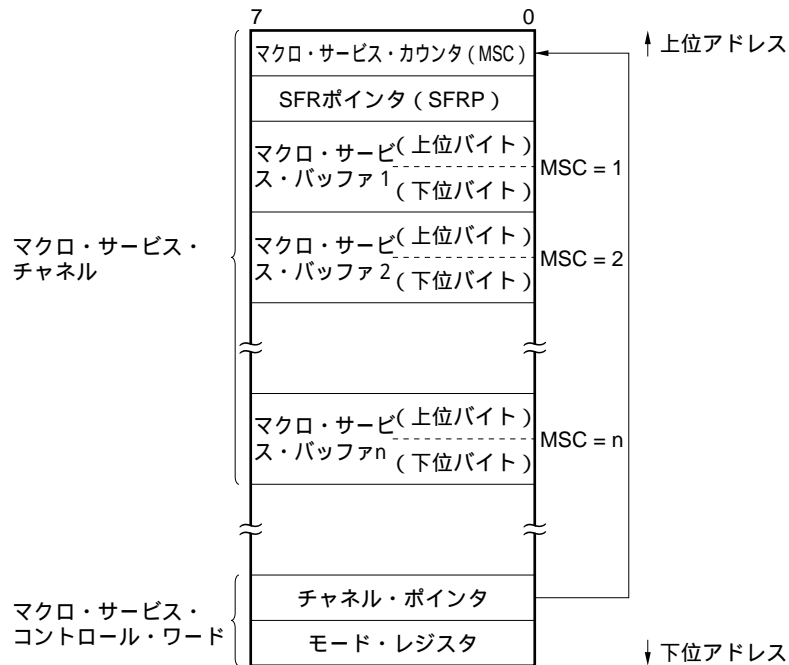 7 0
マクロ・サービス・カウンタ(MSC)
↑上位アドレス
SFRポインタ(SFRP)
マクロ・サービ
ス・バッファ1
(上位バイト)
(下位バイト)
MSC = 1
マクロ・サービス・
チャネル
マクロ・サービ
ス・バッファ2
(上位バイト)
(下位バイト)
MSC = 2
マクロ・サービ
ス・バッファn
(上位バイト)
(下位バイト)
MSC = n
マクロ・サービス・
コントロール・ワード
チャネル・ポインタ
モード・レジスタ
↓下位アドレス